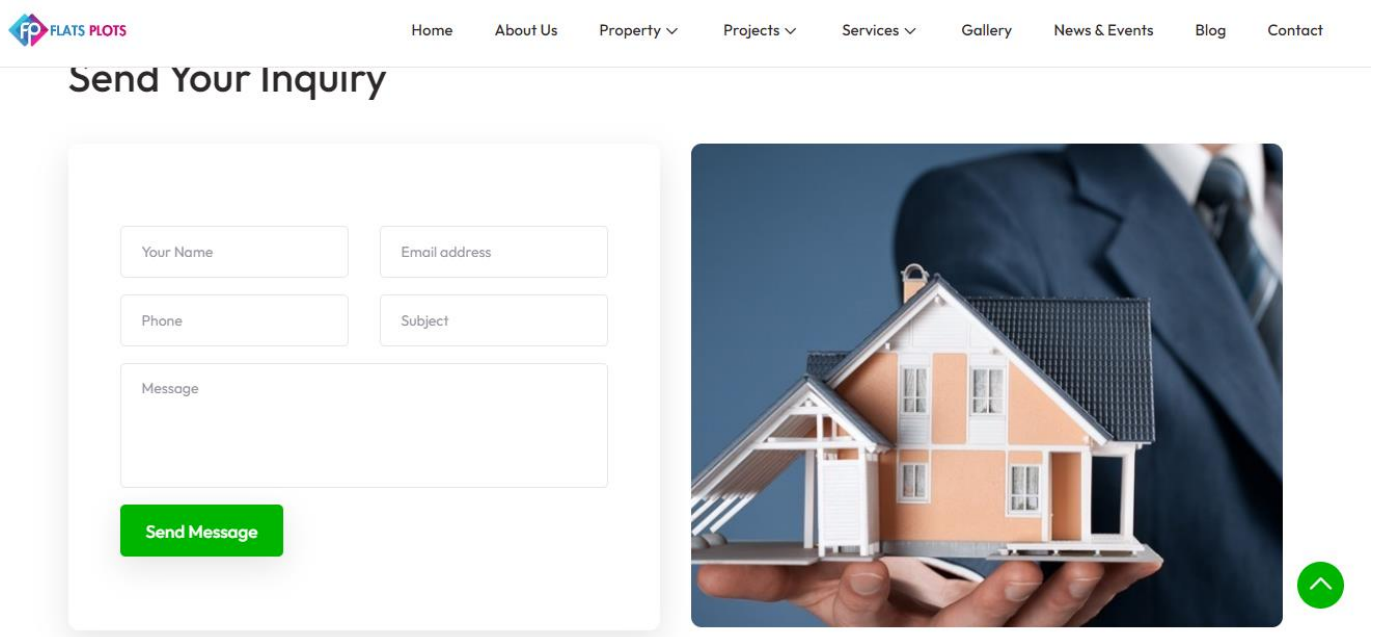 FP FLATS PLOTS
Home About Us Property Projects Services Gallery News & Events Blog Contact
Send Your Inquiry
Your Name Email address
Phone Subject
Message
Send Message